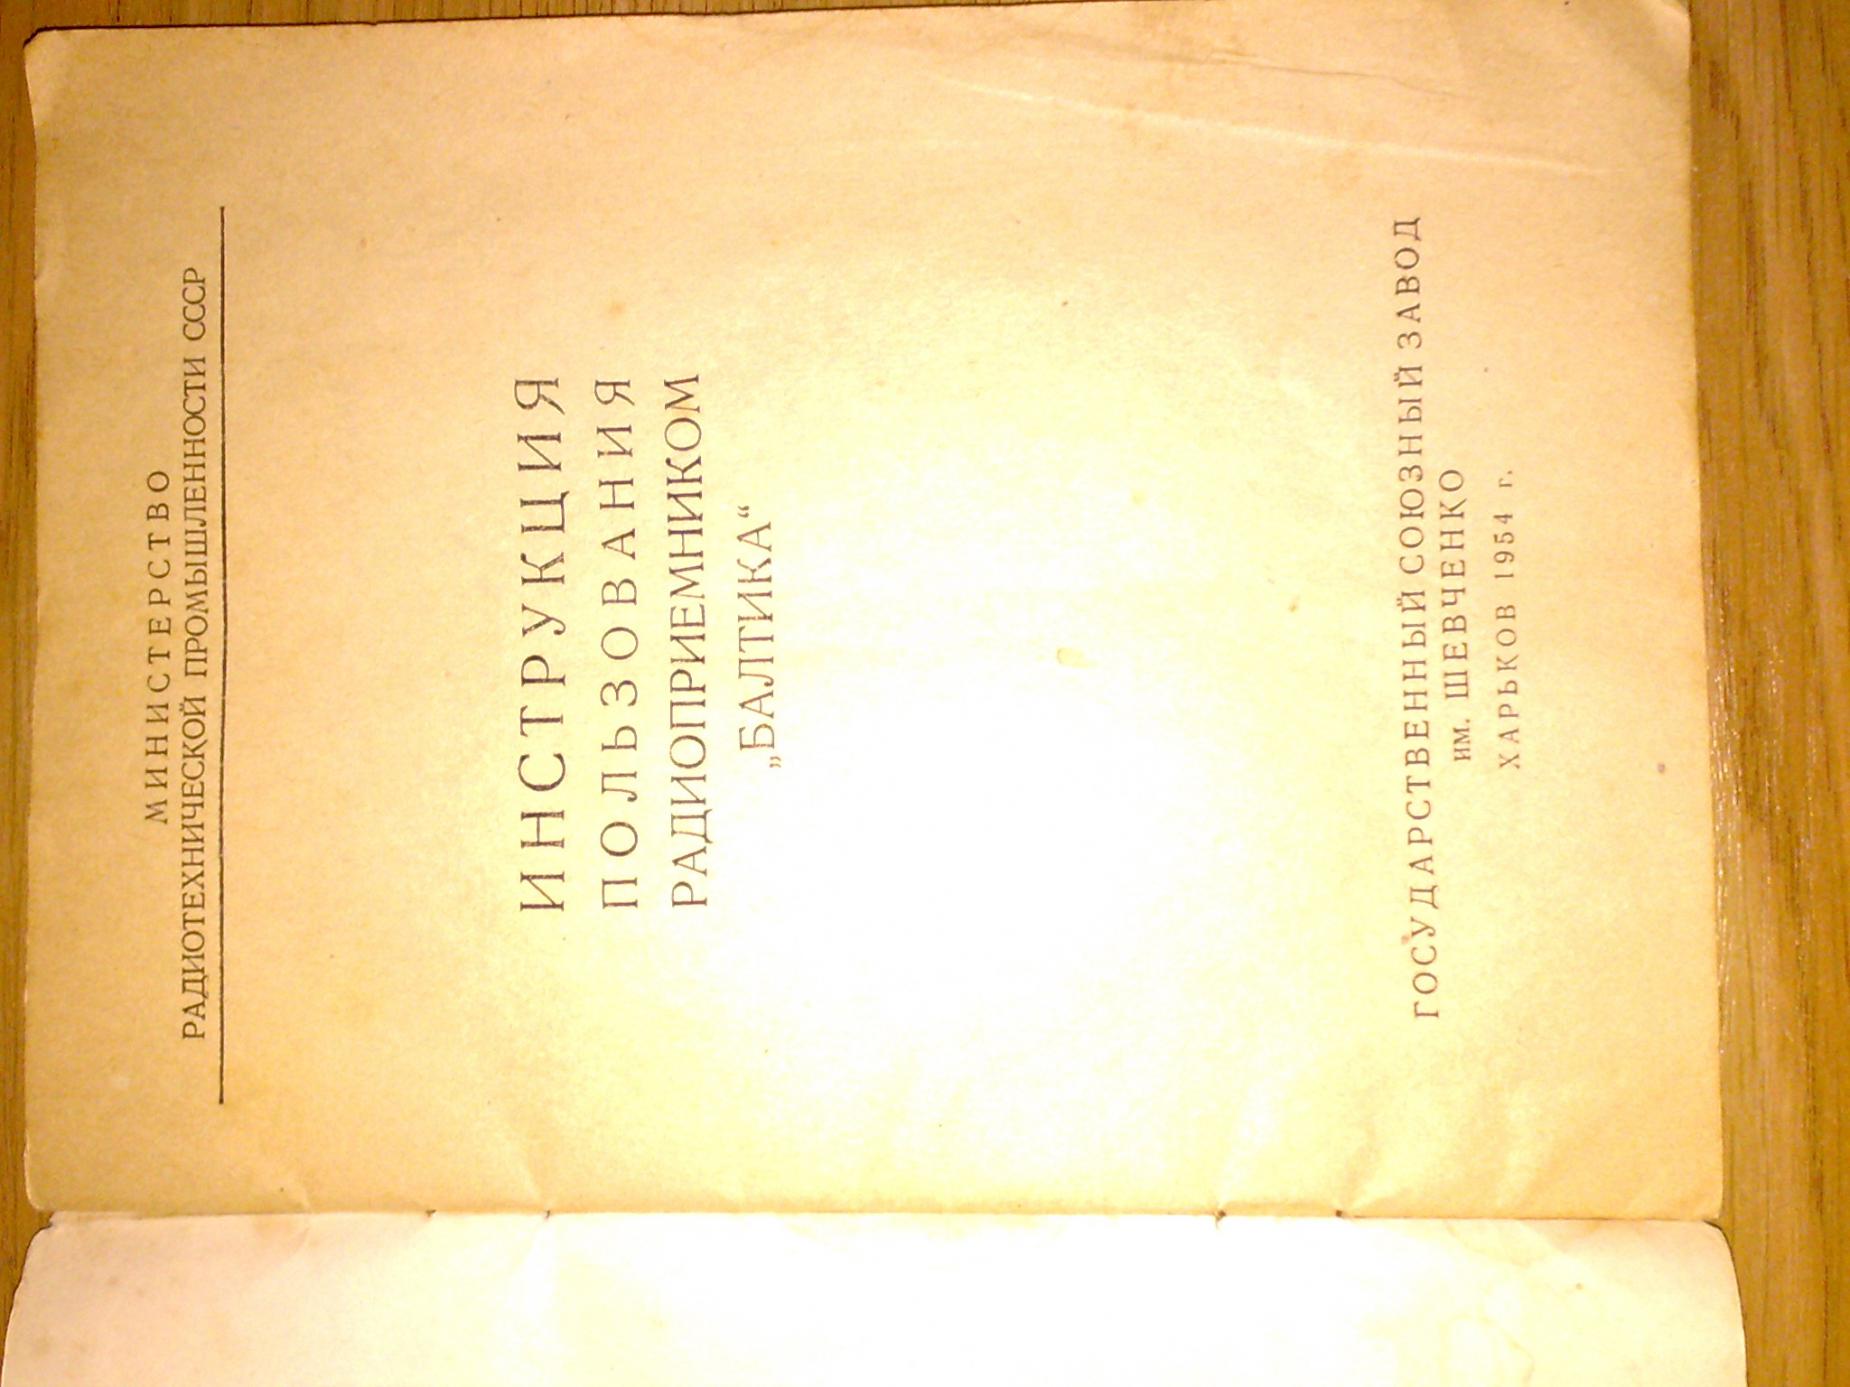 МИНИСТЕРСТВО
РАДИОТЕХНИЧЕСКОЙ ПРОМЫШЛЕННОСТИ СССР
ИНСТРУКЦИЯ
ПОЛЬЗОВАНИЯ
РАДИОПРИЕМНИКОМ
„БАЛТИКА“
ГОСУДАРСТВЕННЫЙ СОЮЗНЫЙ ЗАВОД
им. ШЕВЧЕНКО
ХАРЬКОВ 1954 г.